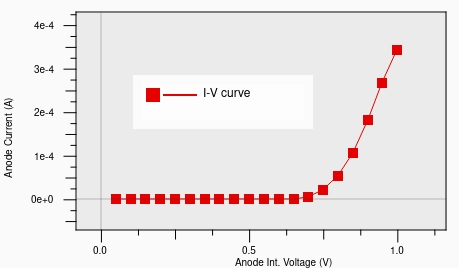 4e-4
3e-4
2e-4
1e-4
0e+0
Anode Current (A)
I-V curve
0.0
0.5
1.0
Anode Int. Voltage (V)